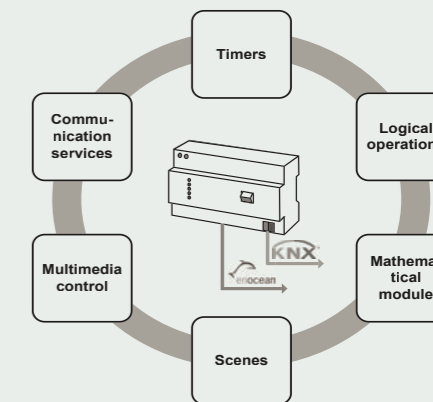 Timers
Commu-
nication
services
Logical
operation
KNX
enocean
Multimedia
control
Mathema
tical
module
Scenes